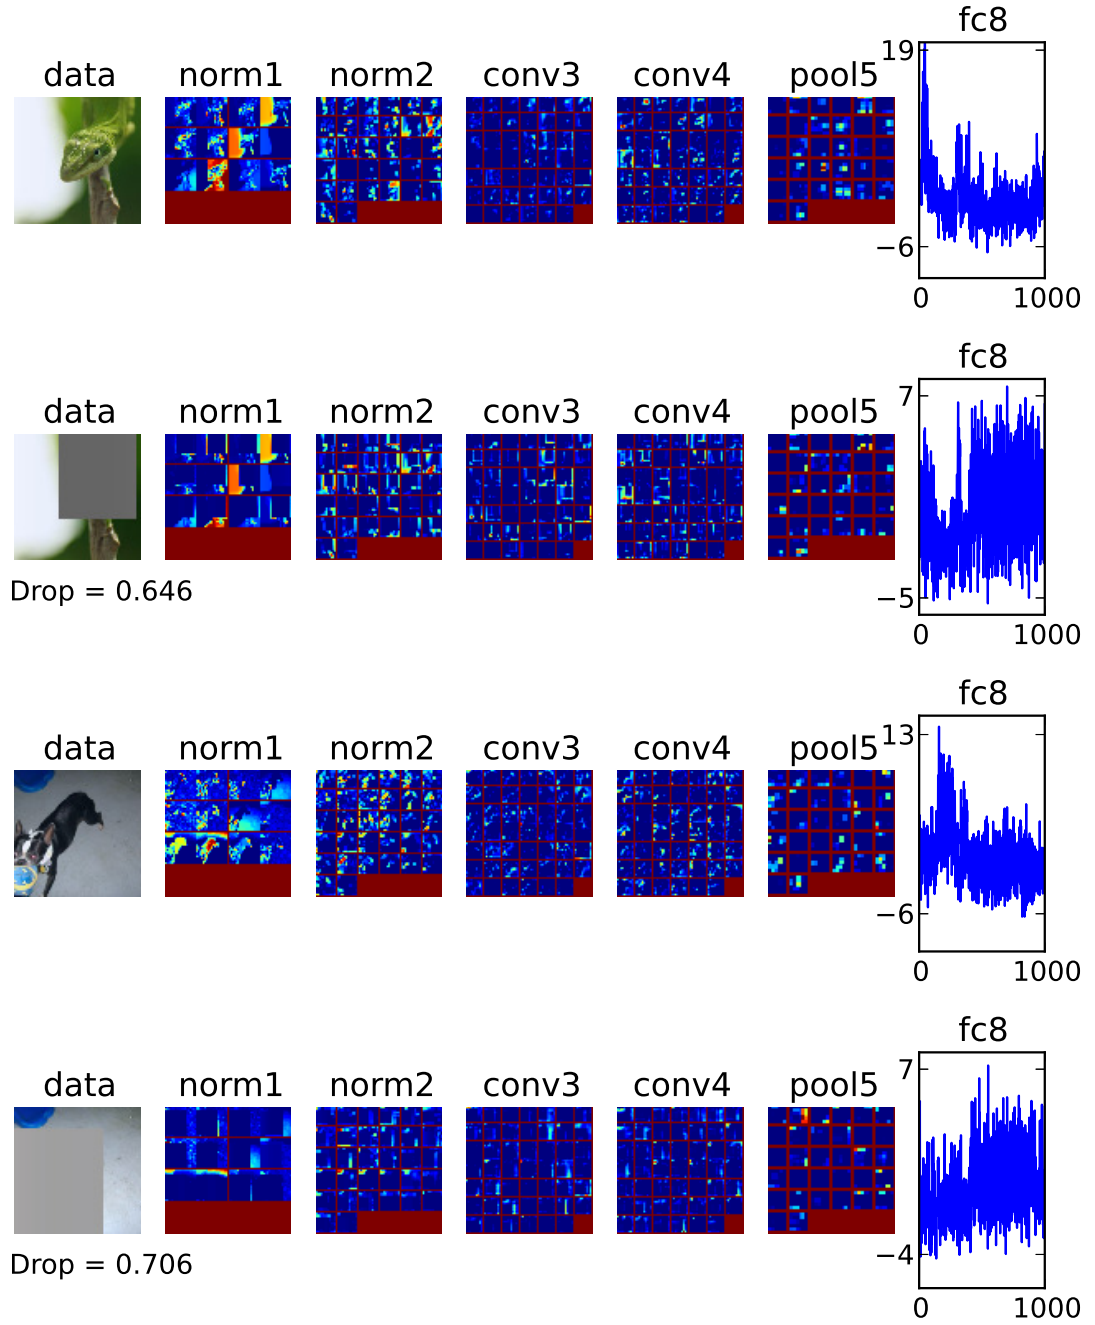 fc8
data norm1 norm2 conv3 conv4 pool5
19
−6
0 1000
fc8
data norm1 norm2 conv3 conv4 pool5
7
−5
0 1000
Drop = 0.646
fc8
data norm1 norm2 conv3 conv4 pool5
13
−6
0 1000
fc8
data norm1 norm2 conv3 conv4 pool5
7
−4
0 1000
Drop = 0.706